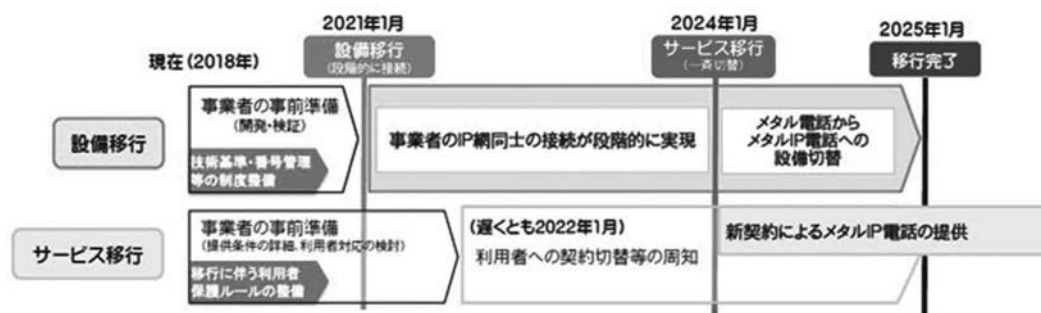 2021年1月
設備移行
(段階的に接続)
2024年1月
サービス移行
(一斉切替)
2025年1月
移行完了
現在(2018年)
設備移行
事業者の事前準備
(開発・検証)
技術基準・番号管理
等の制度整備
事業者のIP網同士の接続が段階的に実現
メタル電話から
メタルIP電話への
設備切替
サービス移行
事業者の事前準備
(提供条件の詳細、利用者対応の検討)
移行に伴う利用者
保護ルールの整備
(遅くとも2022年1月)
利用者への契約切替等の周知
新契約によるメタルIP電話の提供